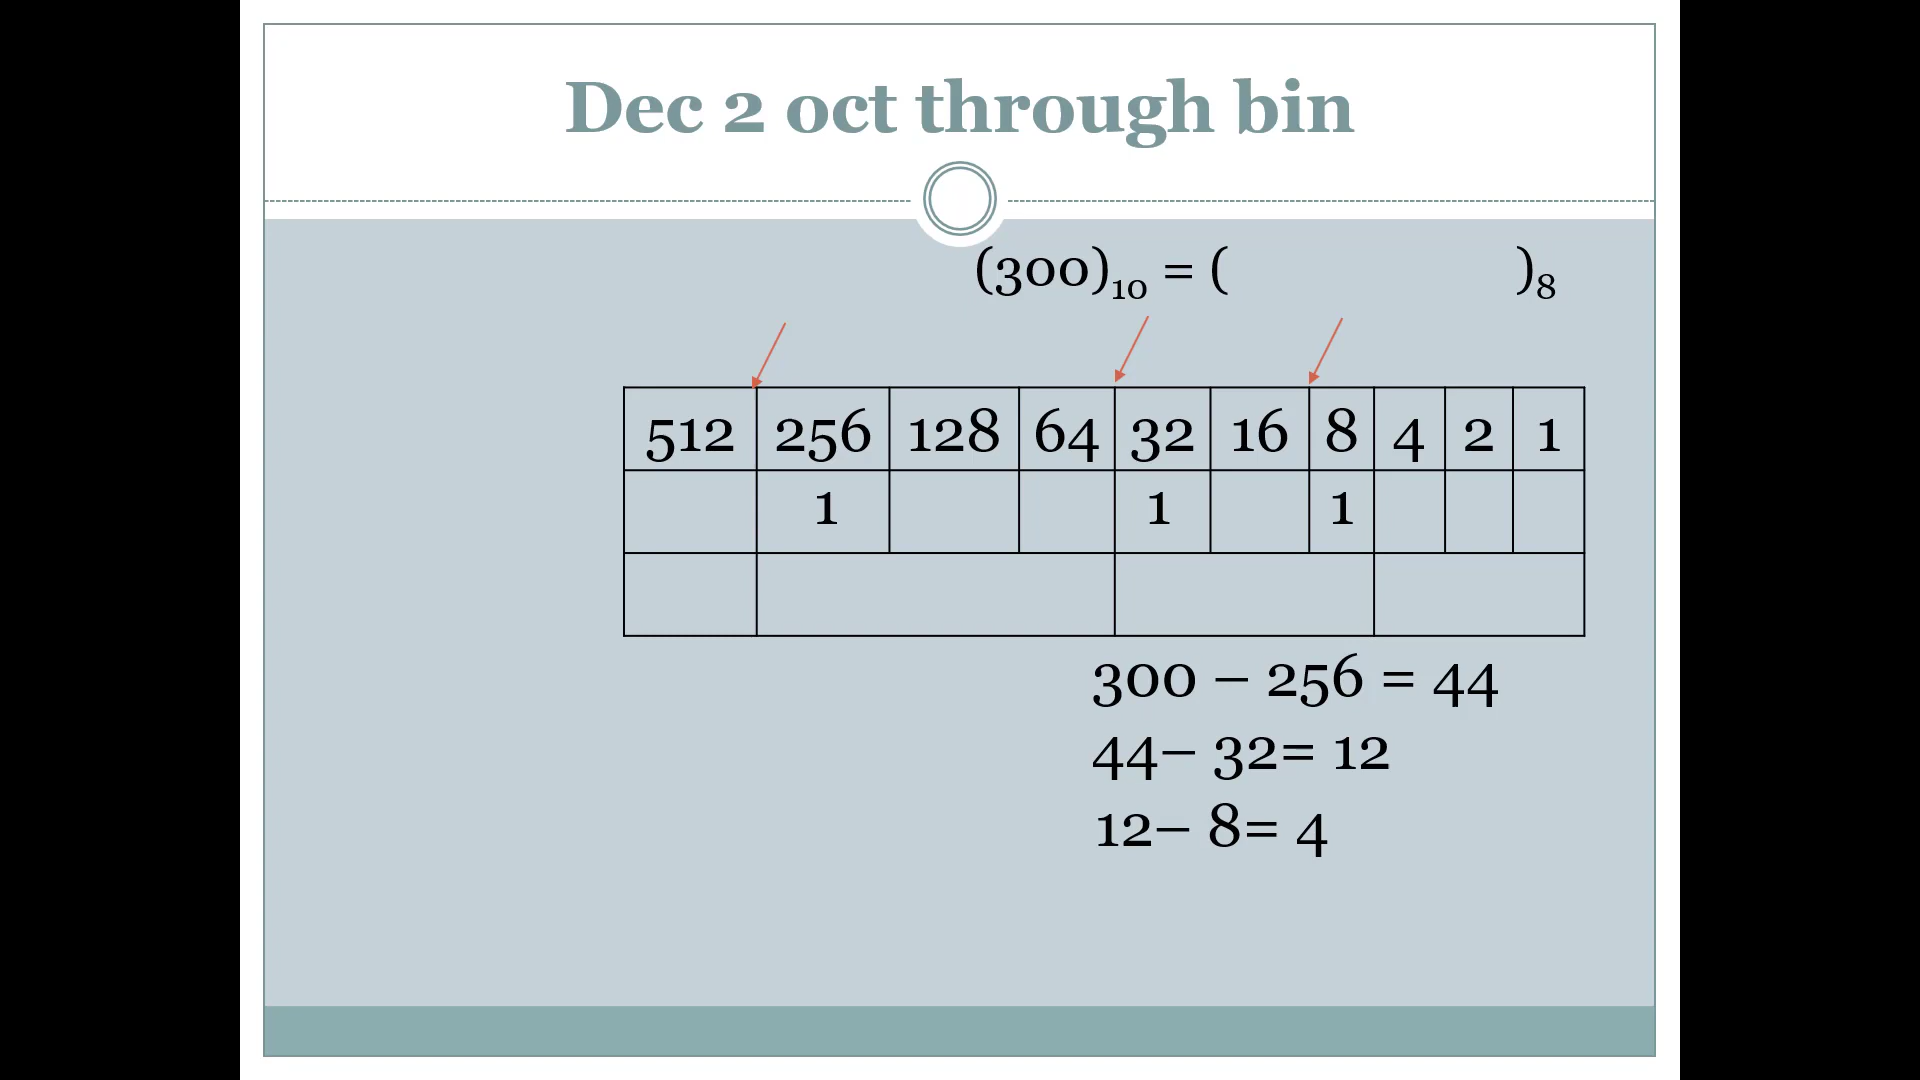 Dec 2 oct through bin
(300)₁₀ = ( )₈
512 256 128 64 32 16 8 4 2 1
1 1 1
300 – 256 = 44
44– 32= 12
12– 8= 4